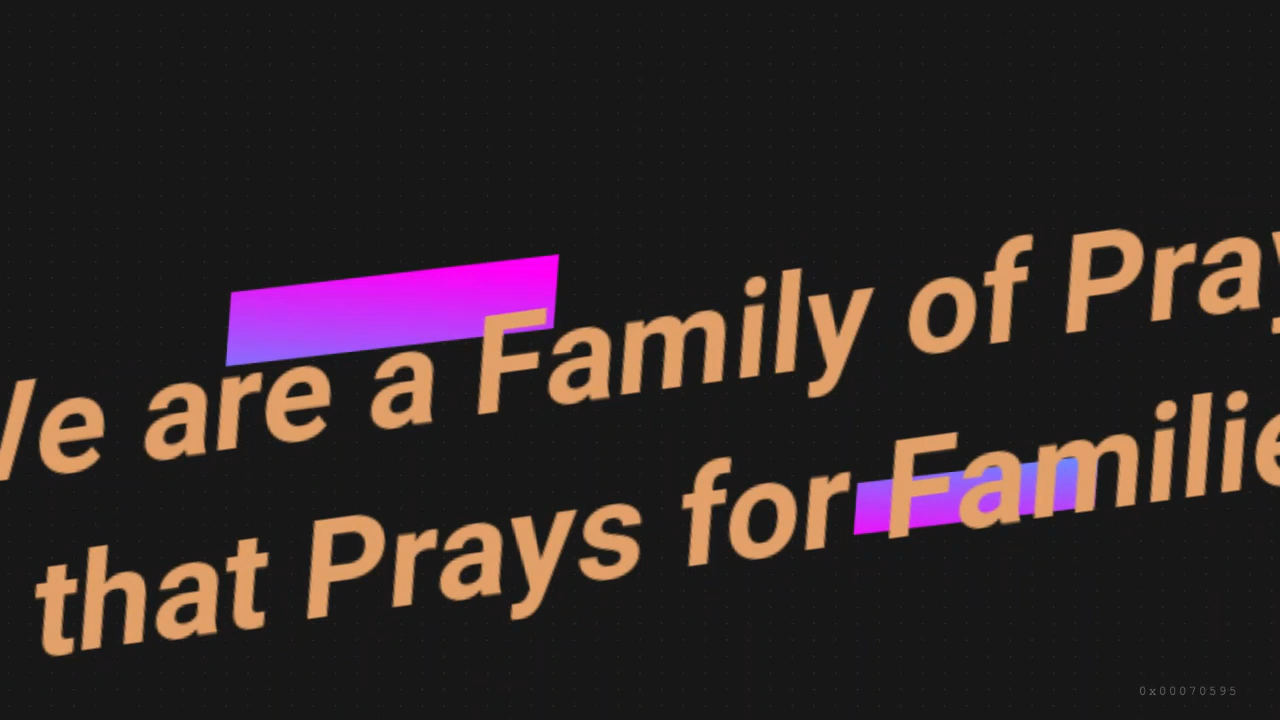 are a Family of
that Prays for
0x00070595